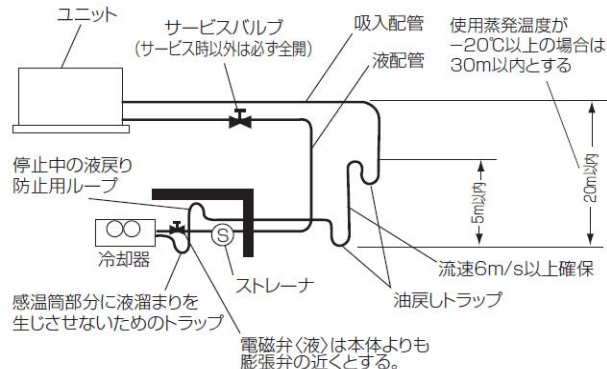 ユニット
サービスバルブ
(サービス時以外は必ず全開)
吸入配管
液配管
使用蒸発温度が
−20℃以上の場合は
30m以内とする
停止中の液戻り
防止用ループ
冷却器
S
ストレーナ
5m以内
20m以内
流速6m/s以上確保
油戻しトラップ
感温筒部分に液溜まりを
生じさせないためのトラップ
電磁弁〈液〉は本体よりも
膨張弁の近くとする。